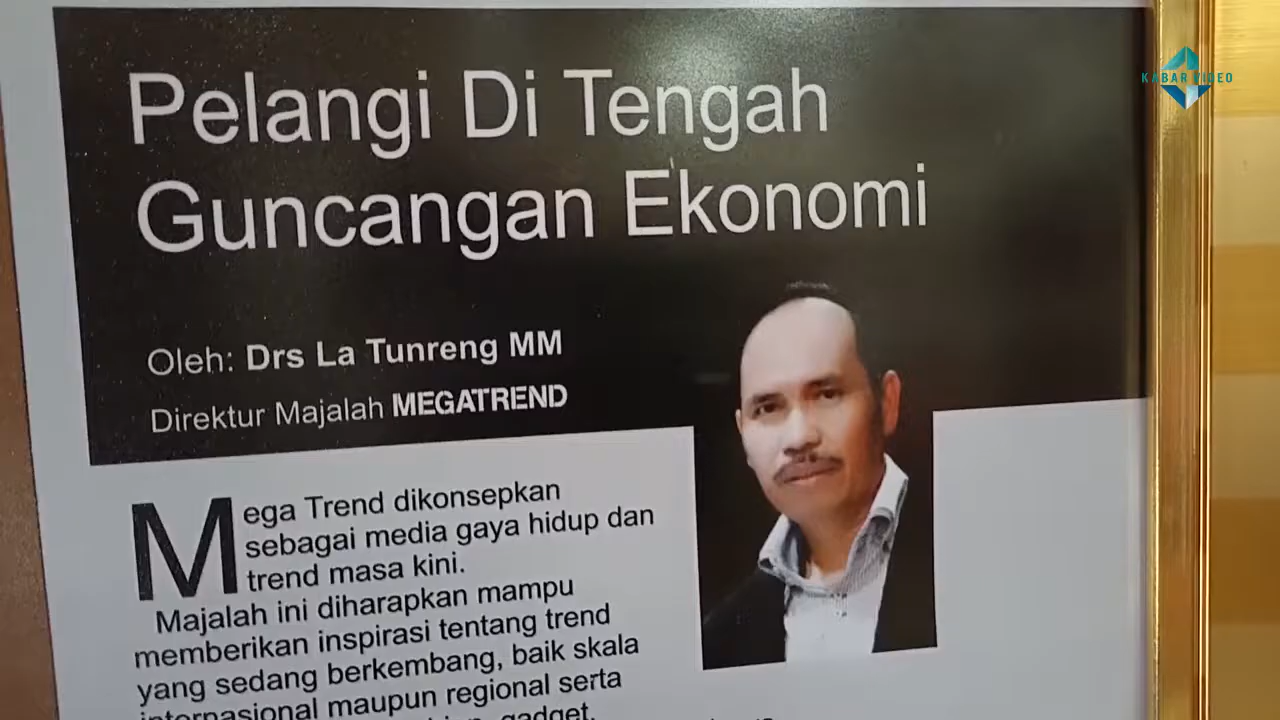 KABAR VIDEO
Pelangi Di Tengah
Guncangan Ekonomi
Oleh: Drs La Tunreng MM
Direktur Majalah MEGATREND
Mega Trend dikonsepkan
sebagai media gaya hidup dan
trend masa kini.
Majalah ini diharapkan mampu
memberikan inspirasi tentang trend
yang sedang berkembang, baik skala
internasional maupun regional serta
gadget,